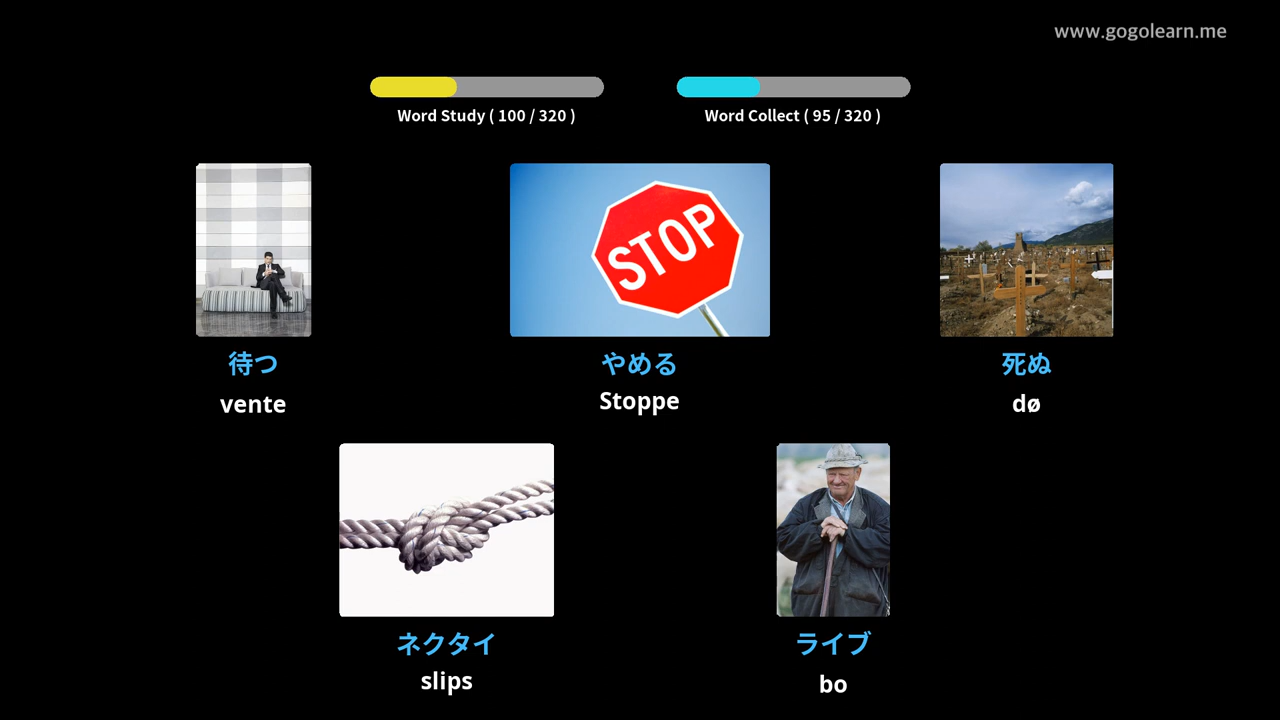 www.gogolearn.me
Word Study ( 100 / 320 )
Word Collect ( 95 / 320 )
STOP
待つ
vente
やめる
Stoppe
死ぬ
dø
ネクタイ
slips
ライブ
bo